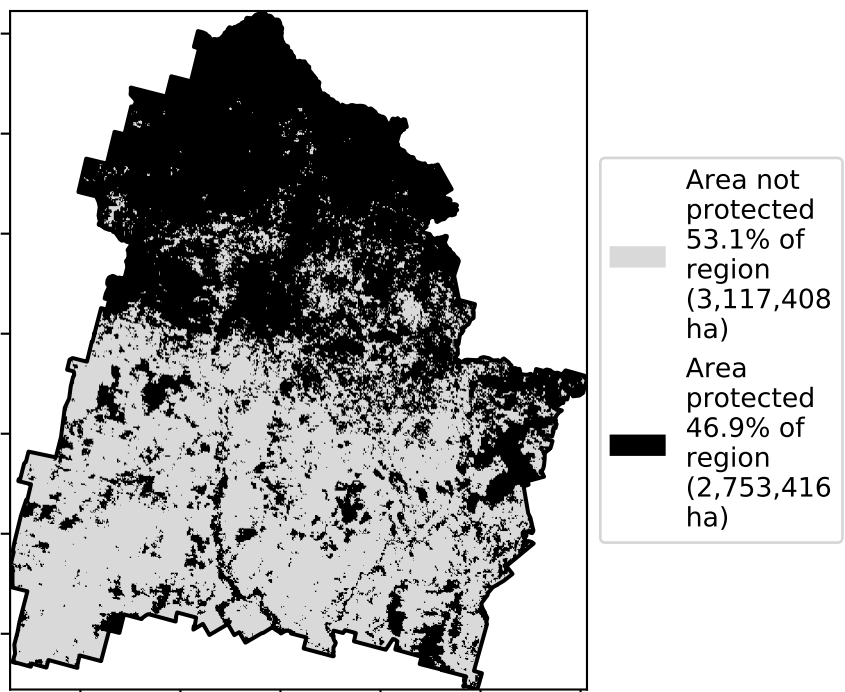 Area not
protected
53.1% of
region
(3,117,408
ha)
Area
protected
46.9% of
region
(2,753,416
ha)